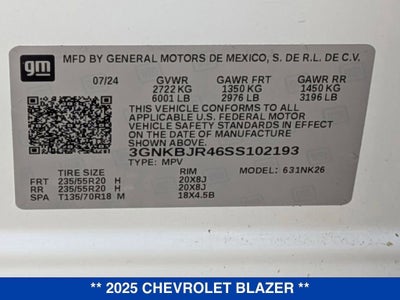 gm
MFD BY GENERAL MOTORS DE MEXICO, S. DE R.L. DE C.V.
07/24 GVWR GAWR FRT GAWR RR
2722 KG 1350 KG 1450 KG
6001 LB 2976 LB 3196 LB
THIS VEHICLE CONFORMS TO ALL
APPLICABLE U.S. FEDERAL MOTOR
VEHICLE SAFETY STANDARDS IN EFFECT
ON THE DATE OF MANUFACTURE
SHOWN ABOVE.
3GNKBJR46SS102193
TYPE: MPV
TIRE SIZE RIM MODEL: 631NK26
FRT 235/55R20 H 20X8J
RR 235/55R20 H 20X8J
SPA T135/70R18 M 18X4.5B
** 2025 CHEVROLET BLAZER **